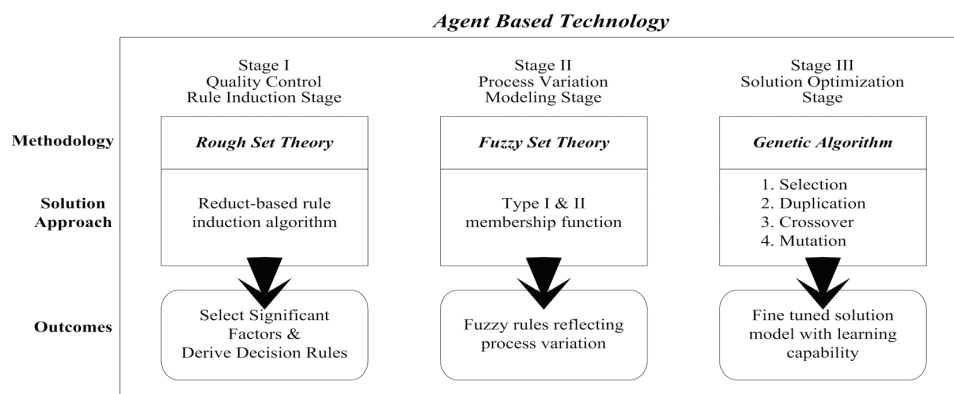 Agent Based Technology
Stage I
Quality Control
Rule Induction Stage
Stage II
Process Variation
Modeling Stage
Stage III
Solution Optimization
Stage
Methodology
Rough Set Theory
Fuzzy Set Theory
Genetic Algorithm
Solution
Approach
Reduct-based rule
induction algorithm
Type I & II
membership function
1. Selection
2. Duplication
3. Crossover
4. Mutation
Outcomes
Select Significant
Factors &
Derive Decision Rules
Fuzzy rules reflecting
process variation
Fine tuned solution
model with learning
capability